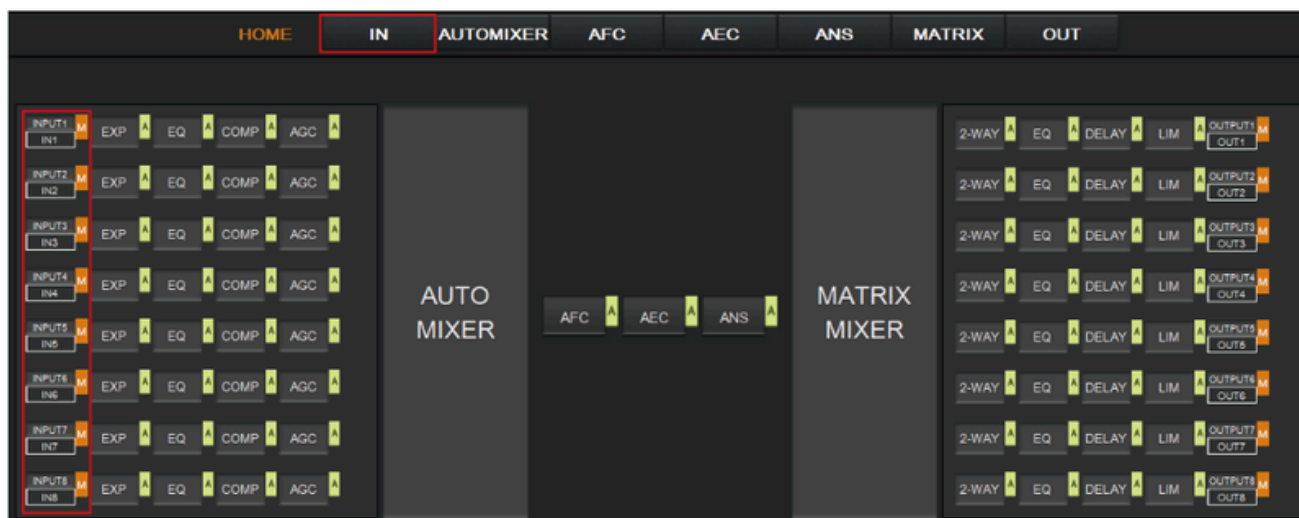 HOME IN AUTOMIXER AFC AEC ANS MATRIX OUT
INPUT1 M EXP A EQ A COMP A AGC A 2-WAY A EQ A DELAY A LIM A OUTPUT1 M
IN1 OUT1
INPUT2 M EXP A EQ A COMP A AGC A 2-WAY A EQ A DELAY A LIM A OUTPUT2 M
IN2 OUT2
INPUT3 M EXP A EQ A COMP A AGC A 2-WAY A EQ A DELAY A LIM A OUTPUT3 M
IN3 OUT3
INPUT4 M EXP A EQ A COMP A AGC A 2-WAY A EQ A DELAY A LIM A OUTPUT4 M
IN4 OUT4
AUTO MIXER
AFC A AEC A ANS A
MATRIX MIXER
INPUT5 M EXP A EQ A COMP A AGC A 2-WAY A EQ A DELAY A LIM A OUTPUT5 M
IN5 OUT5
INPUT6 M EXP A EQ A COMP A AGC A 2-WAY A EQ A DELAY A LIM A OUTPUT6 M
IN6 OUT6
INPUT7 M EXP A EQ A COMP A AGC A 2-WAY A EQ A DELAY A LIM A OUTPUT7 M
IN7 OUT7
INPUT8 M EXP A EQ A COMP A AGC A 2-WAY A EQ A DELAY A LIM A OUTPUT8 M
IN8 OUT8